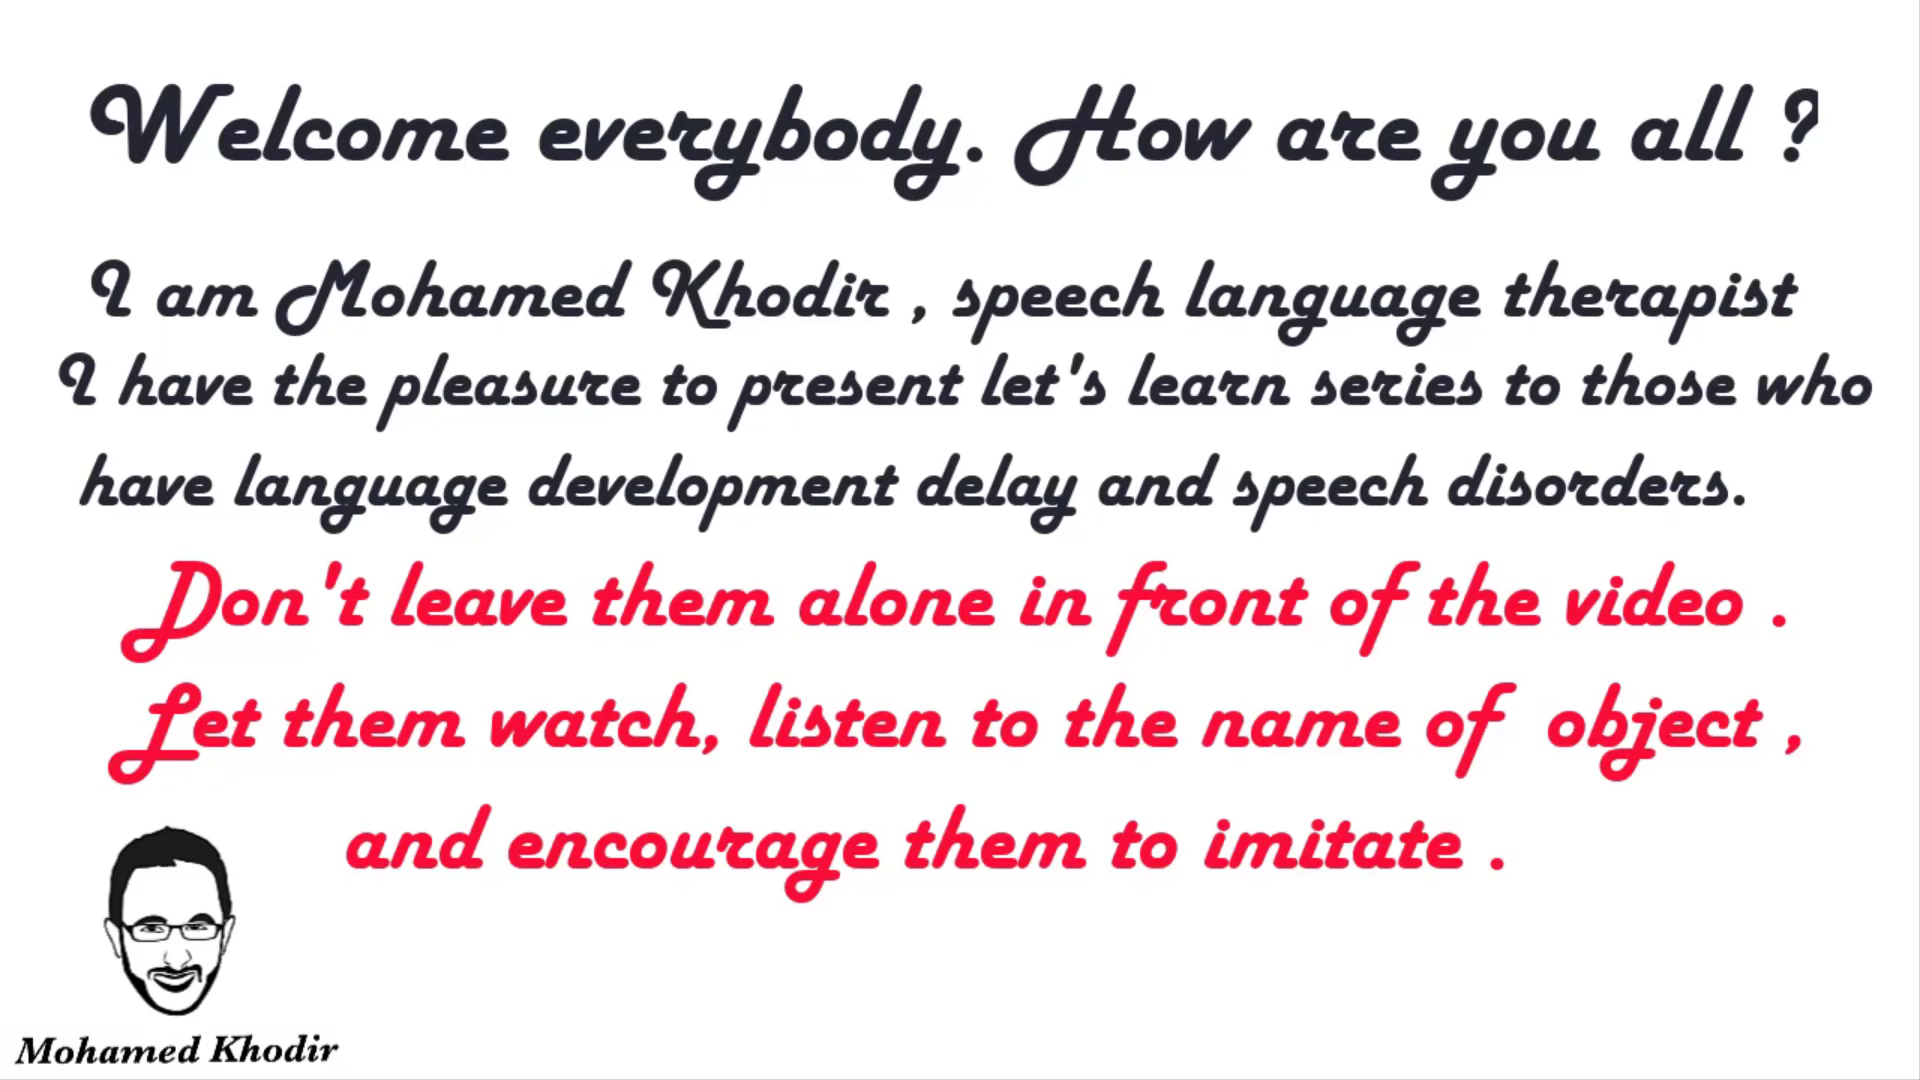 Welcome everybody. How are you all ?
I am Mohamed Khodir , speech language therapist
I have the pleasure to present let's learn series to those who
have language development delay and speech disorders.
Don't leave them alone in front of the video .
Let them watch, listen to the name of object ,
and encourage them to imitate .
Mohamed Khodir